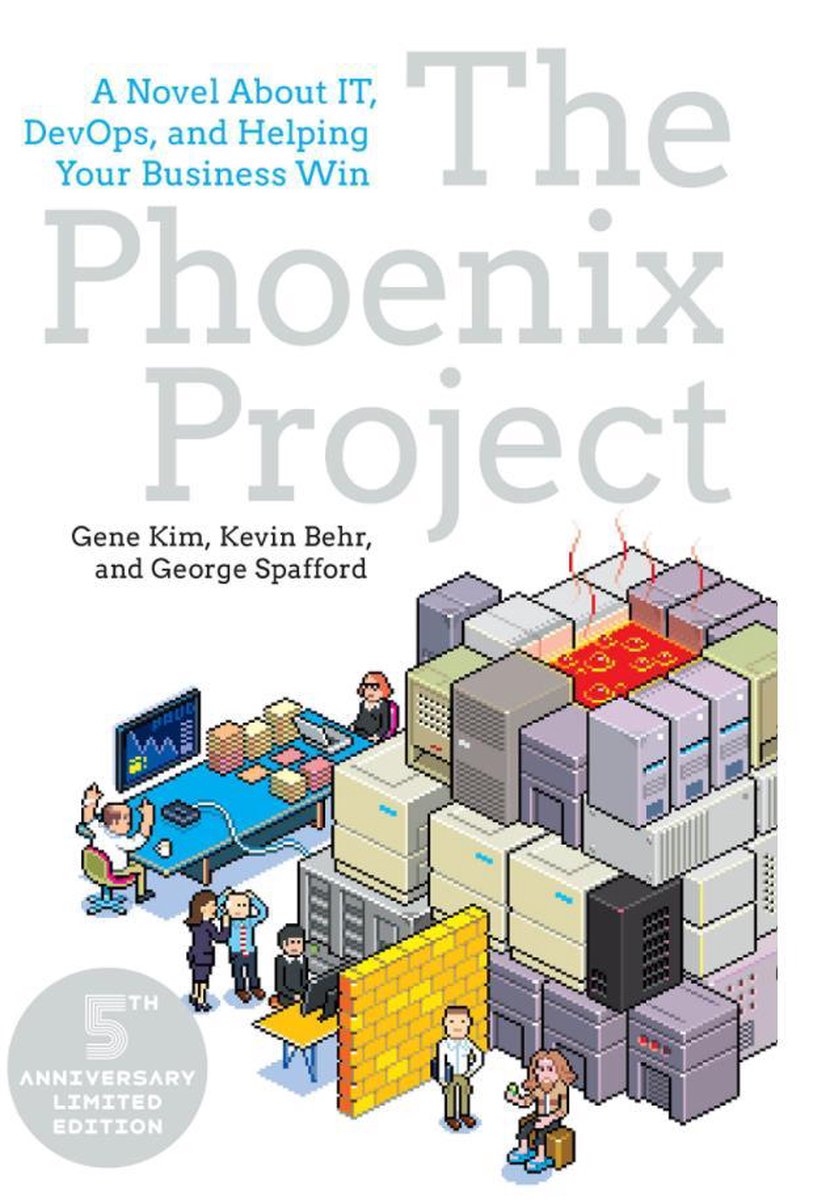 A Novel About IT,
DevOps, and Helping
Your Business Win
The
Phoenix
Project
Gene Kim, Kevin Behr,
and George Spafford
5TH
ANNIVERSARY
LIMITED
EDITION